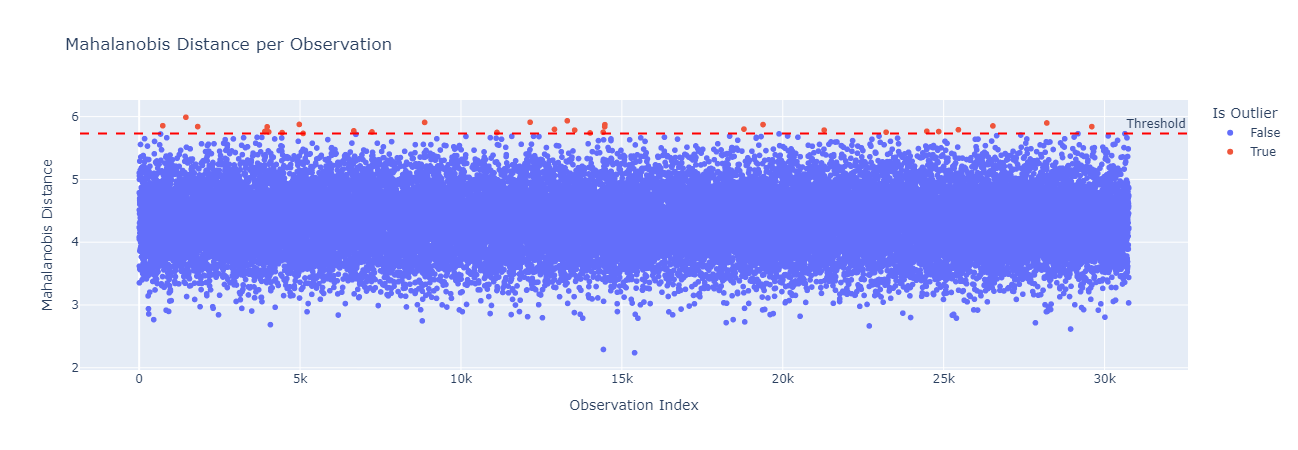 Mahalanobis Distance per Observation
Is Outlier
False
True
Threshold
6
5
4
3
2
Mahalanobis Distance
0
5k
10k
15k
20k
25k
30k
Observation Index